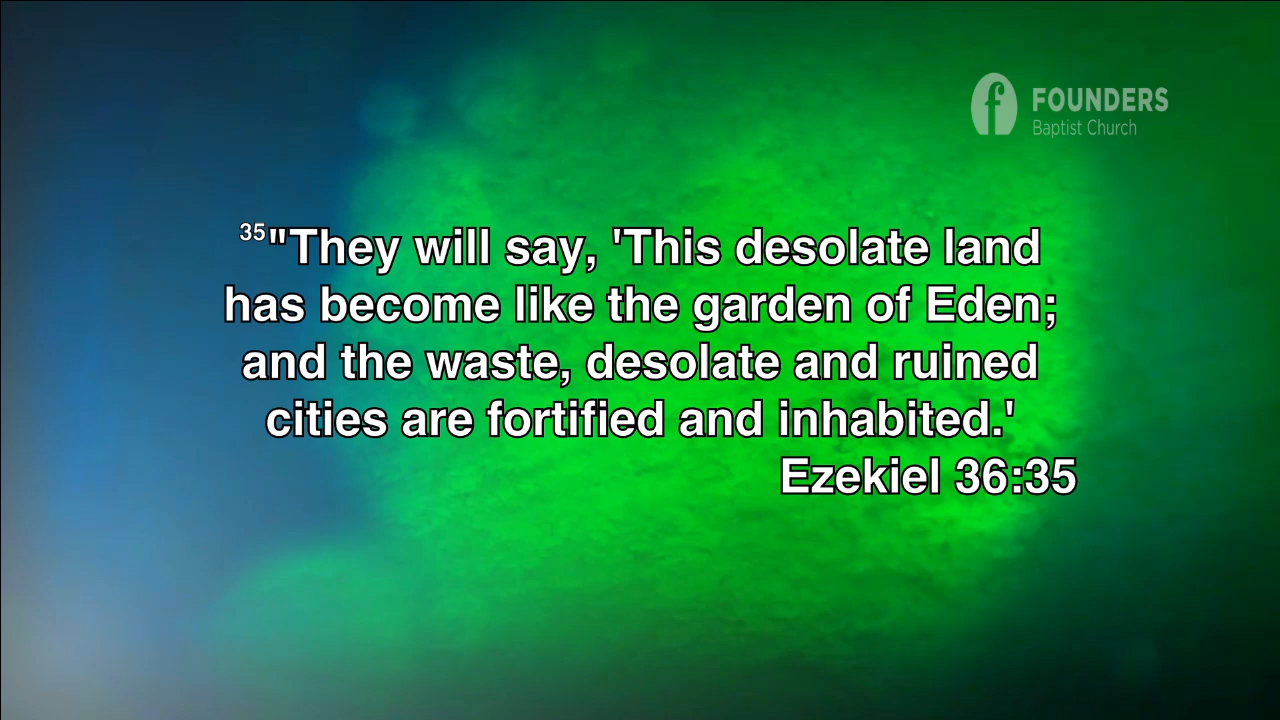 FOUNDERS
Baptist Church
35"They will say, 'This desolate land
has become like the garden of Eden;
and the waste, desolate and ruined
cities are fortified and inhabited.'
Ezekiel 36:35